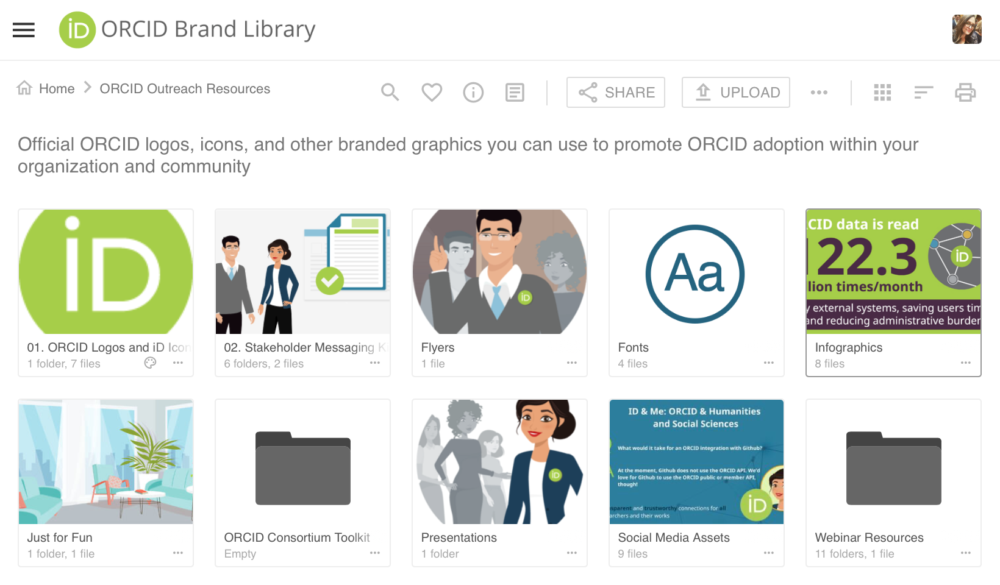 iD ORCID Brand Library
Home
ORCID Outreach Resources
SHARE
UPLOAD
Official ORCID logos, icons, and other branded graphics you can use to promote ORCID adoption within your
organization and community
iD
01. ORCID Logos and iD Icon
1 folder, 7 files
02. Stakeholder Messaging K
6 folders, 2 files
iD
Flyers
1 file
Aa
Fonts
4 files
CID data is read
22.3
iD
lion times/month
y external systems, saving users tim
and reducing administrative burden
Infographics
8 files
Just for Fun
1 folder, 1 file
ORCID Consortium Toolkit
Empty
iD
Presentations
1 folder
ID & Me: ORCID & Humanities
and Social Sciences
What would it take for an ORCID integration with Github?
At the moment, Github does not use the ORCID API. We'd
love for Github to use the ORCID public or member API,
though!
iD
nsparent and trustworthy connections for all
archers and their works
Social Media Assets
9 files
Webinar Resources
11 folders, 1 file